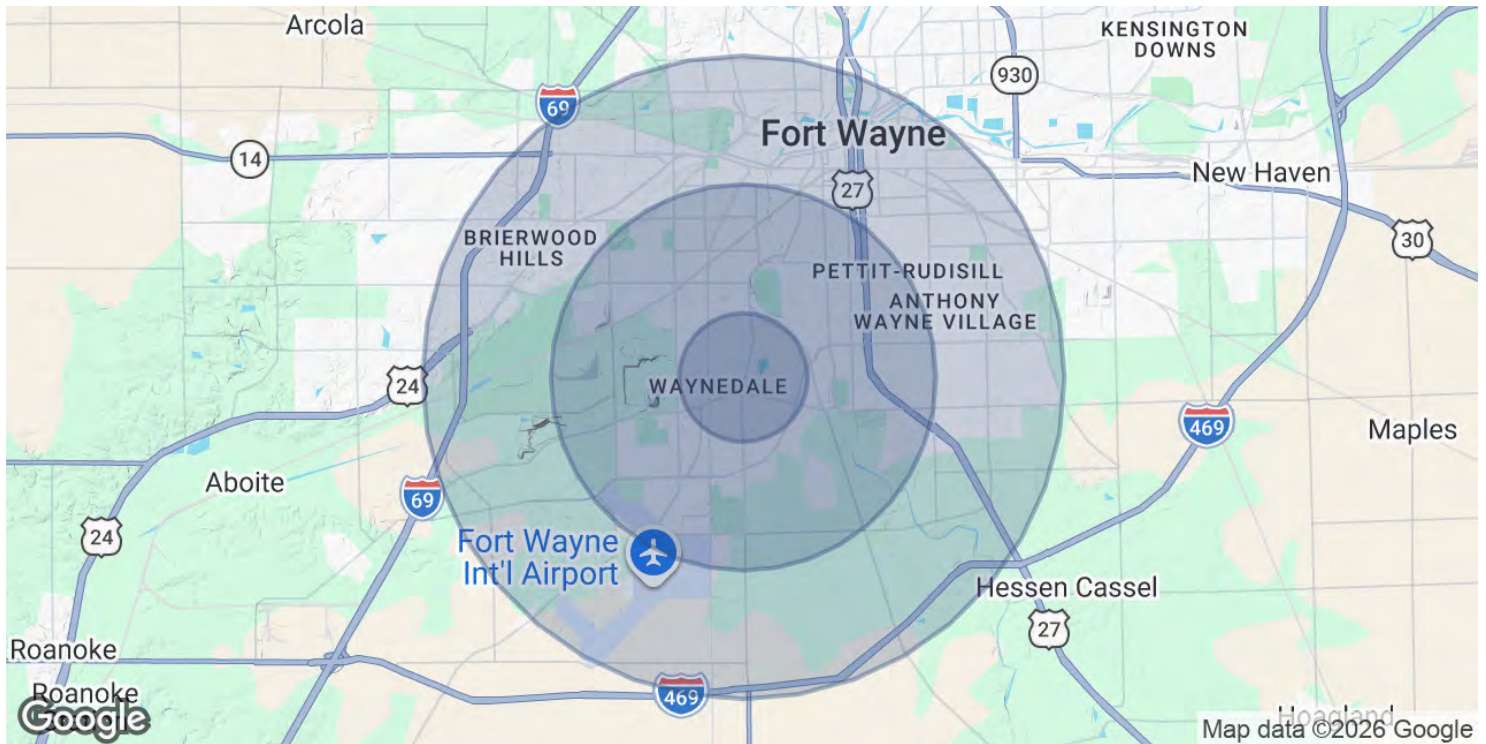 Arcola
KENSINGTON
DOWNS
930
69
Fort Wayne
14
New Haven
27
30
BRIERWOOD
HILLS
PETTIT-RUDISILL
ANTHONY
WAYNE VILLAGE
24
WAYNEDALE
469
Maples
Aboite
69
24
Fort Wayne
Int'l Airport
Hessen Cassel
27
Roanoke
469
Roanoke
Google
Hoagland
Map data ©2026 Google